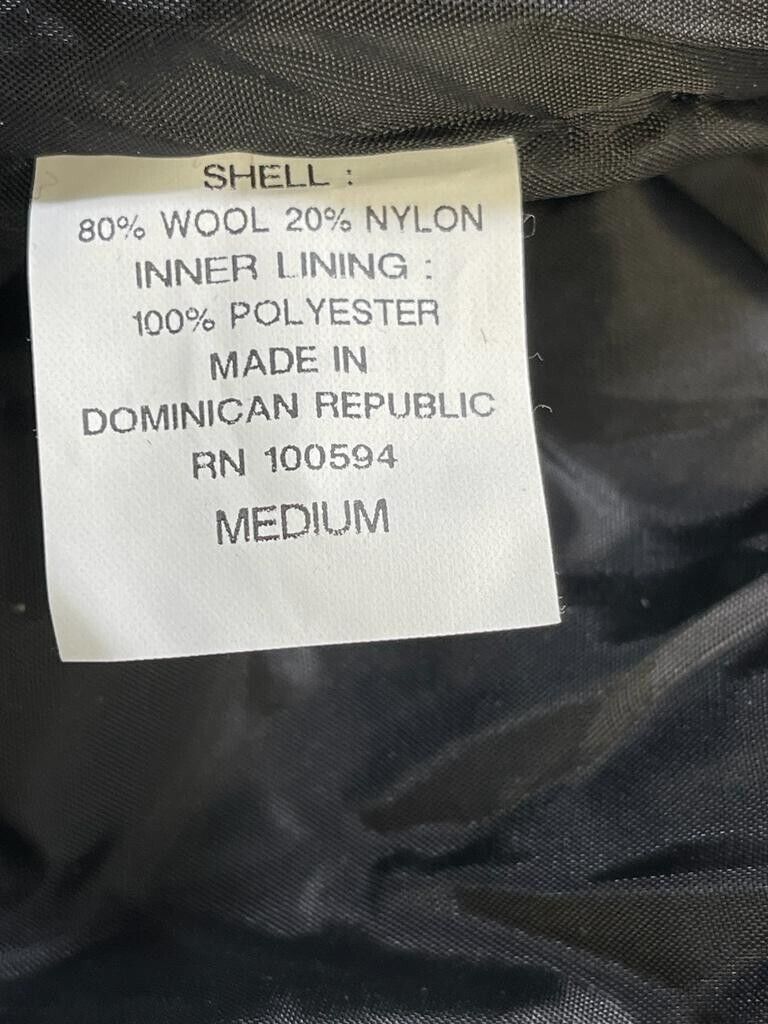 SHELL :
80% WOOL 20% NYLON
INNER LINING :
100% POLYESTER
MADE IN
DOMINICAN REPUBLIC
RN 100594
MEDIUM